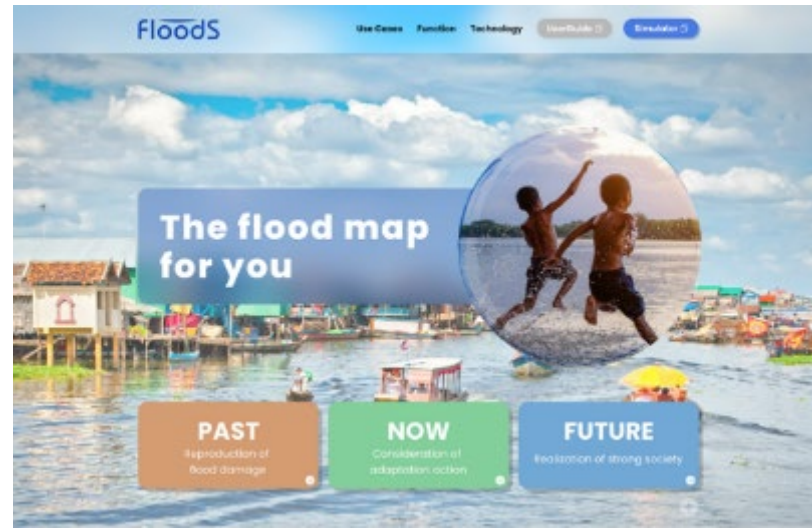 FloodS
Use Cases Function Technology UserGuide Simulator
The flood map
for you
PAST
Reproduction of
flood damage
NOW
Consideration of
adaptation action
FUTURE
Realization of strong society